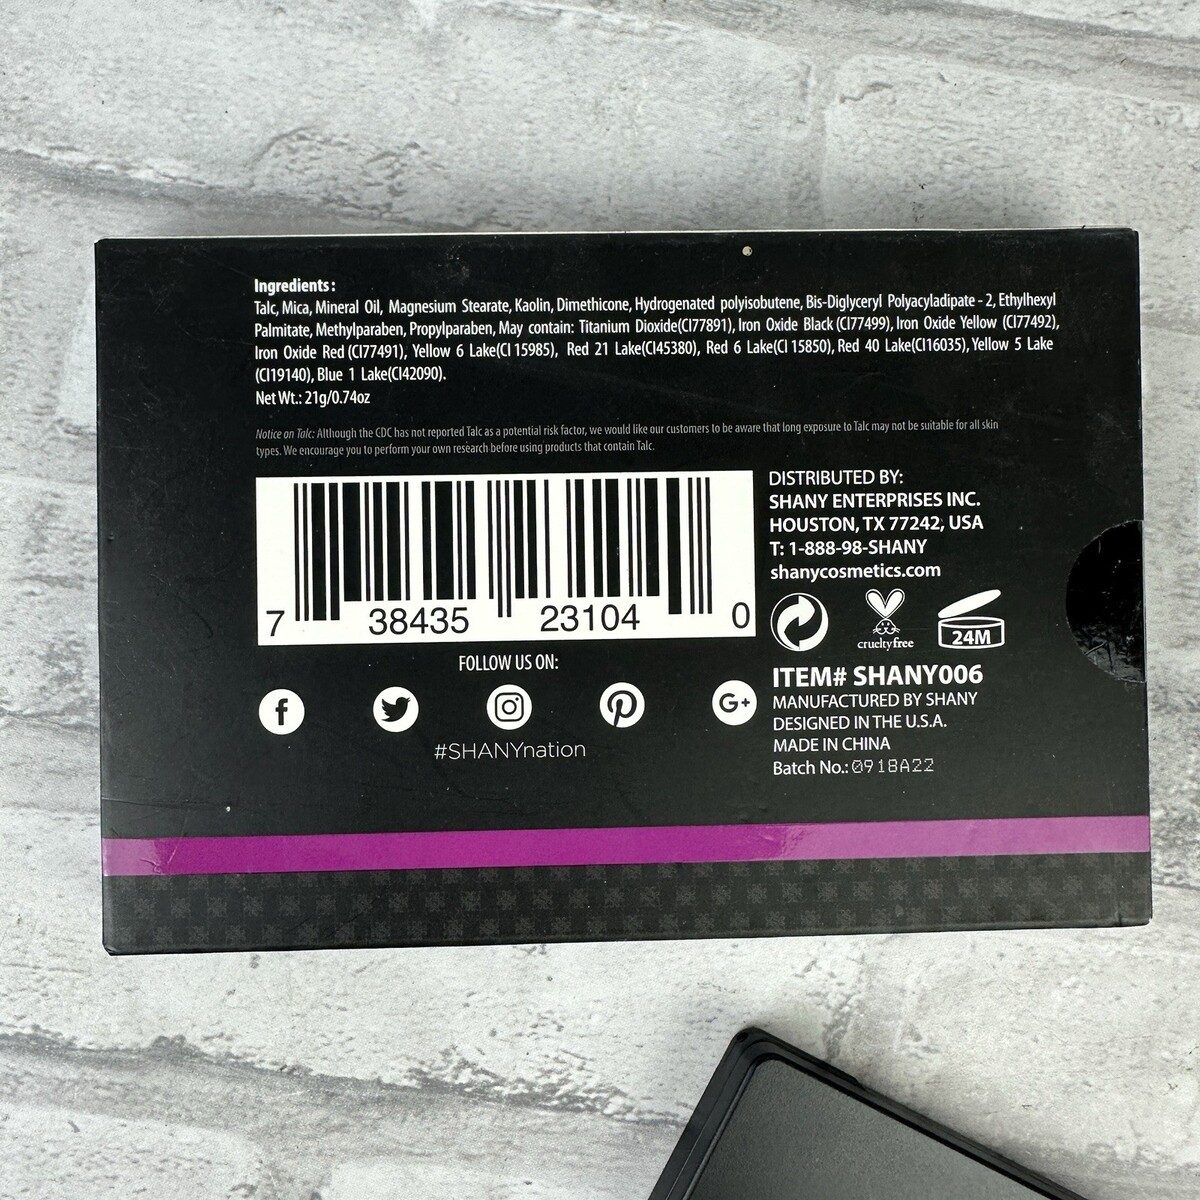 Ingredients:
Talc, Mica, Mineral Oil, Magnesium Stearate, Kaolin, Dimethicone, Hydrogenated polyisobutene, Bis-Diglyceryl Polyacyladipate - 2, Ethylhexyl
Palmitate, Methylparaben, Propylparaben, May contain: Titanium Dioxide(CI77891), Iron Oxide Black (CI77499), Iron Oxide Yellow (CI77492),
Iron Oxide Red (CI77491), Yellow 6 Lake(CI 15985), Red 21 Lake(CI45380), Red 6 Lake(CI 15850), Red 40 Lake(CI16035), Yellow 5 Lake
(CI19140), Blue 1 Lake(CI42090).
Net Wt.: 21g/0.74oz
Notice on Talc: Although the CDC has not reported Talc as a potential risk factor, we would like our customers to be aware that long exposure to Talc may not be suitable for all skin
types. We encourage you to perform your own research before using products that contain Talc.
7 38435 23104 0
FOLLOW US ON:
f G+
#SHANYnation
DISTRIBUTED BY:
SHANY ENTERPRISES INC.
HOUSTON, TX 77242, USA
T: 1-888-98-SHANY
shanycosmetics.com
crueltyfree
24M
ITEM# SHANY006
MANUFACTURED BY SHANY
DESIGNED IN THE U.S.A.
MADE IN CHINA
Batch No.: 0918A22